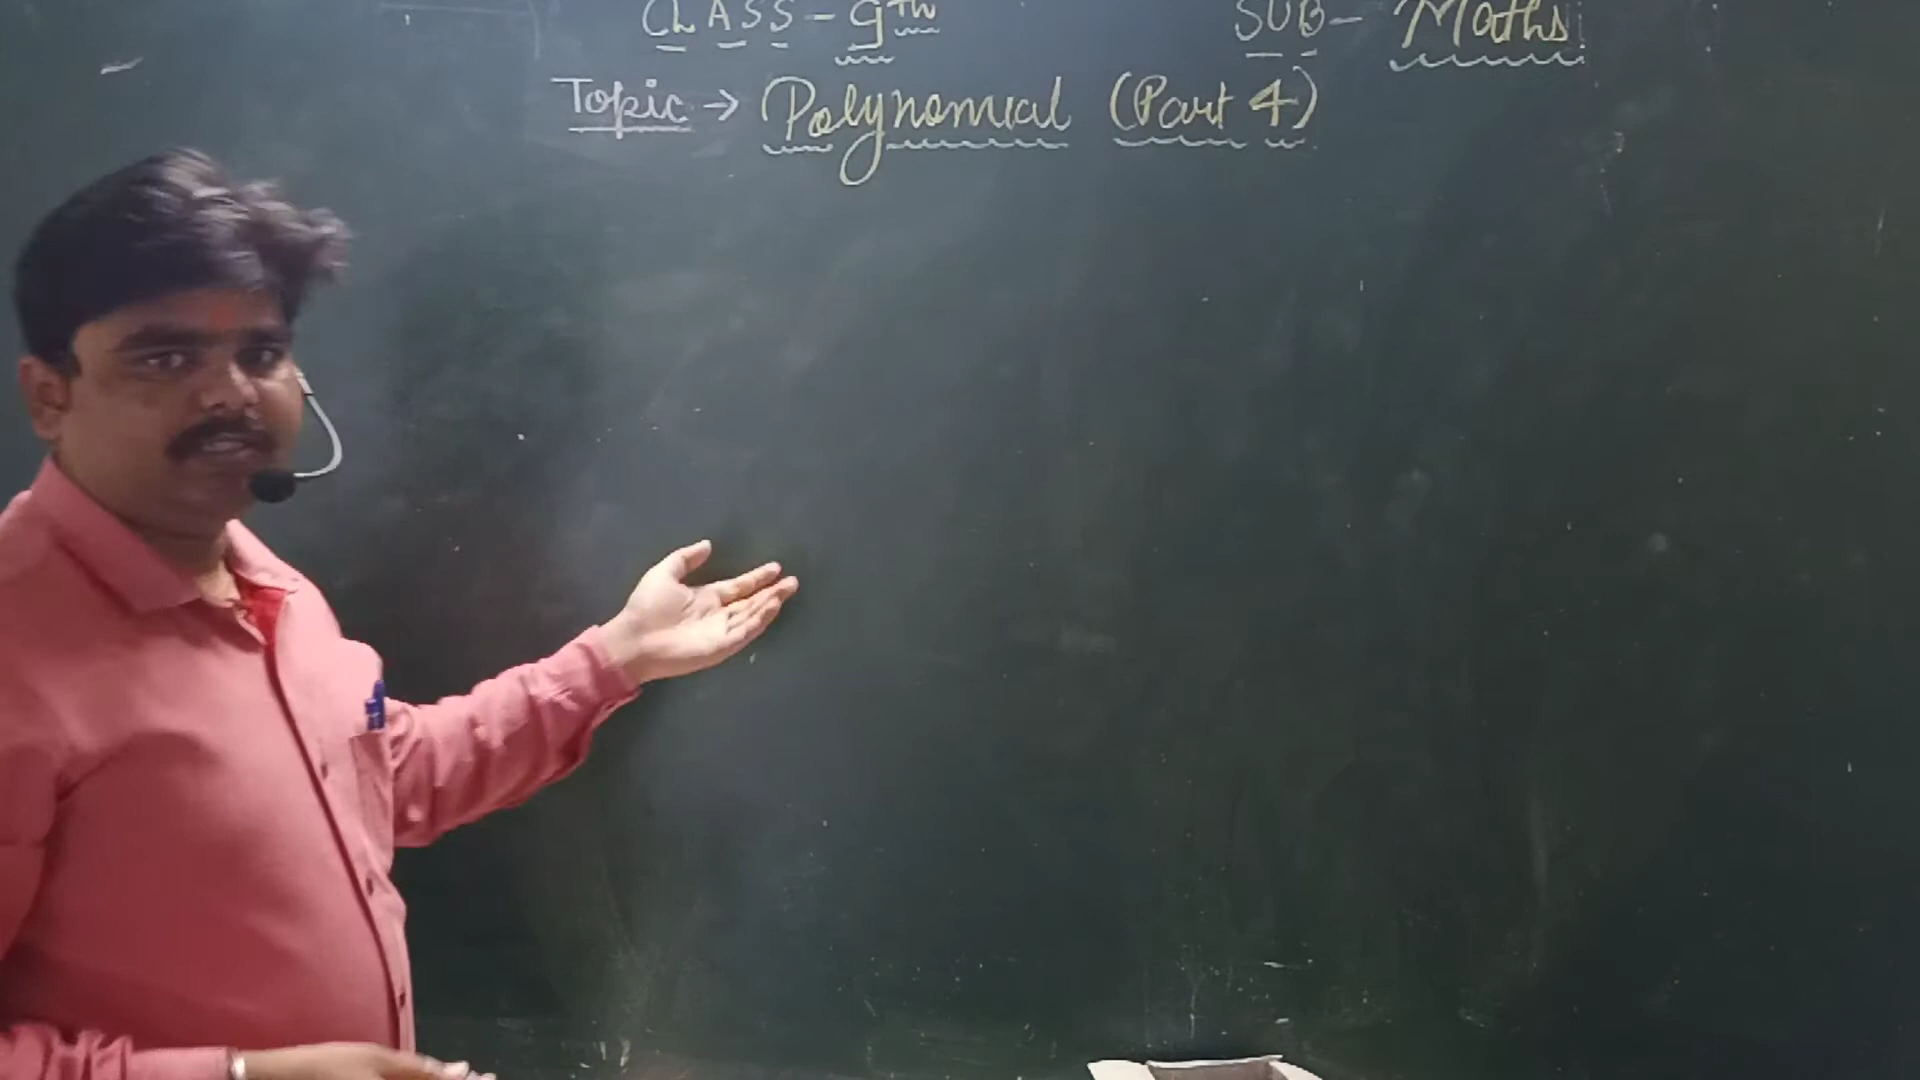 CLASS - 9th SUB - Maths
Topic → Polynomial (Part 4)